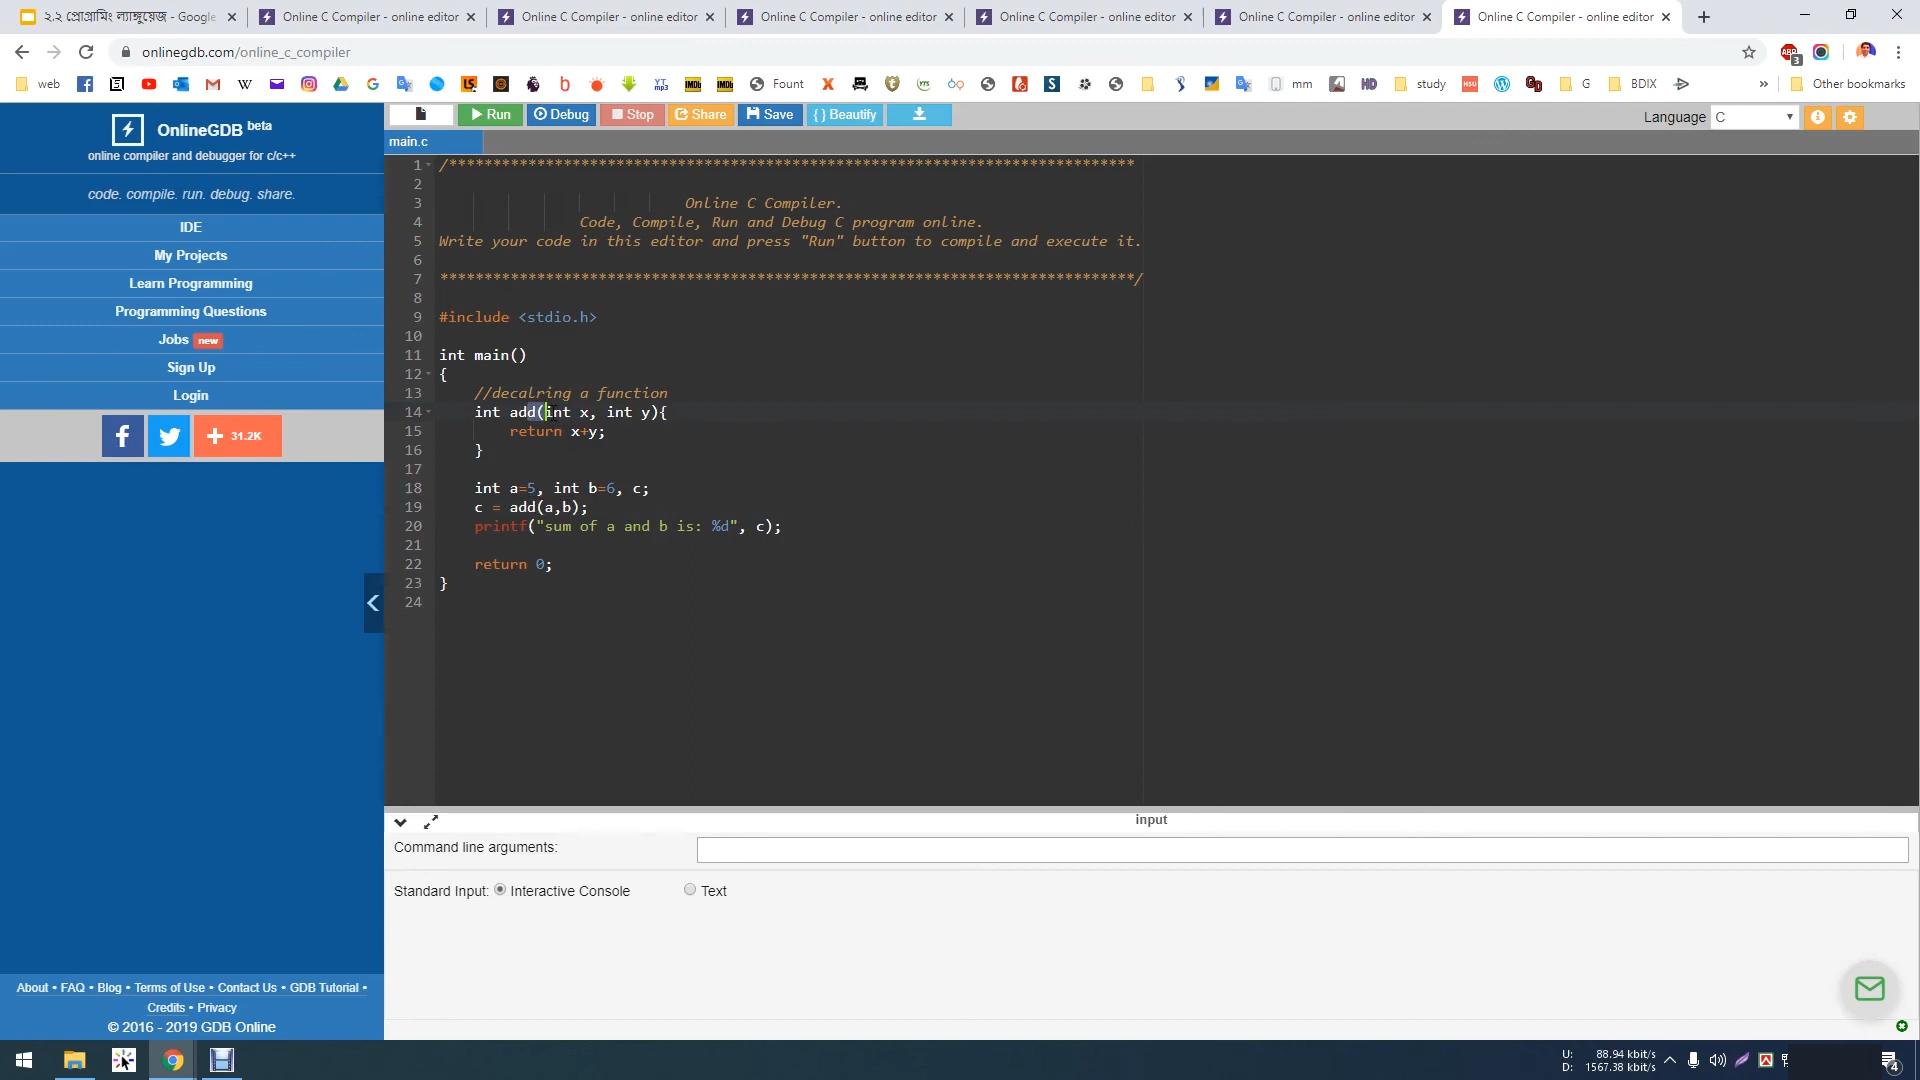 ২.২ প্রোগ্রামিং ল্যাঙ্গুয়েজ - Google
Online C Compiler - online editor
Online C Compiler - online editor
Online C Compiler - online editor
Online C Compiler - online editor
Online C Compiler - online editor
Online C Compiler - online editor
onlinegdb.com/online_c_compiler
web
Fount
mm
study
G
BDIX
Other bookmarks
OnlineGDB beta
online compiler and debugger for c/c++
code. compile. run. debug. share.
IDE
My Projects
Learn Programming
Programming Questions
Jobs new
Sign Up
Login
31.2K
About • FAQ • Blog • Terms of Use • Contact Us • GDB Tutorial •
Credits • Privacy
© 2016 - 2019 GDB Online
Run Debug Stop Share Save { } Beautify Language C
main.c
1 /******************************************************************************
2
3 Online C Compiler.
4 Code, Compile, Run and Debug C program online.
5 Write your code in this editor and press "Run" button to compile and execute it.
6
7 *******************************************************************************/
8
9 #include <stdio.h>
10
11 int main()
12 {
13 //decalring a function
14 int add(int x, int y){
15 return x+y;
16 }
17
18 int a=5, int b=6, c;
19 c = add(a,b);
20 printf("sum of a and b is: %d", c);
21
22 return 0;
23 }
24
input
Command line arguments:
Standard Input: Interactive Console Text
U: 88.94 kbit/s
D: 1567.38 kbit/s
4